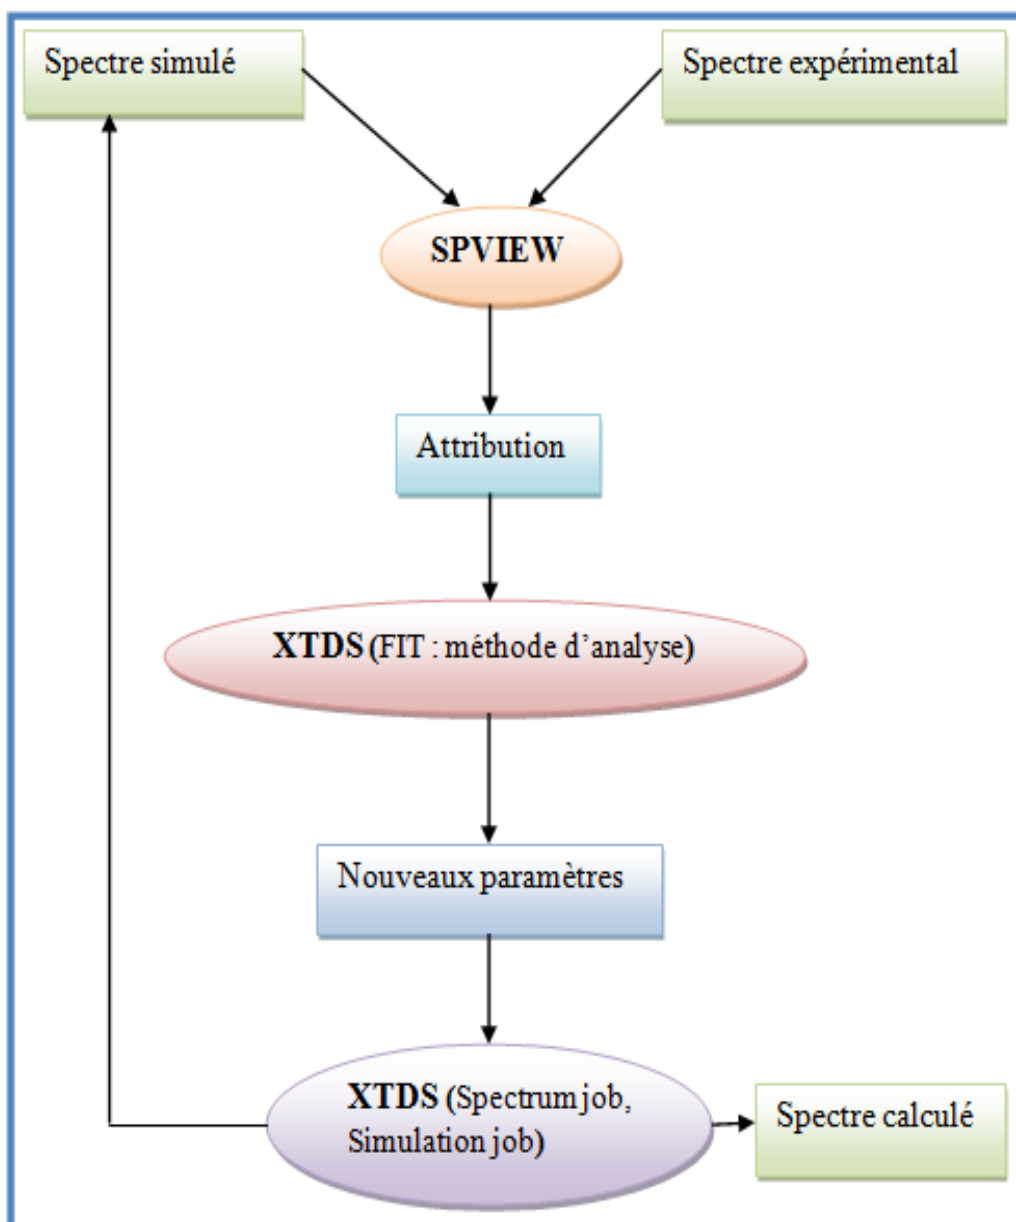 Spectre simulé
Spectre expérimental
SPVIEW
Attribution
XTDS (FIT : méthode d’analyse)
Nouveaux paramètres
XTDS (Spectrum job,
Simulation job)
Spectre calculé